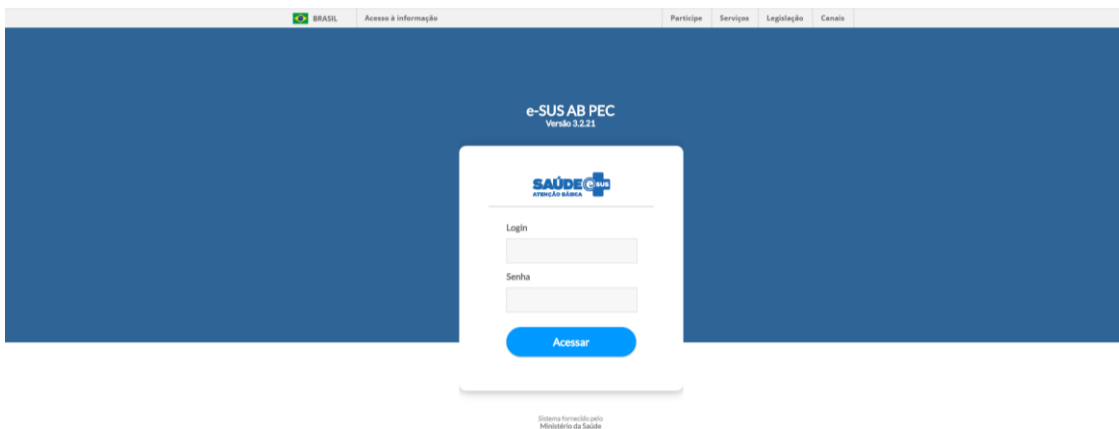 BRASIL Acesso à informação Participe Serviços Legislação Canais
e-SUS AB PEC
Versão 3.2.21
SAÚDE e SUS
ATENÇÃO BÁSICA
Login
Senha
Acessar
Sistema fornecido pelo
Ministério da Saúde